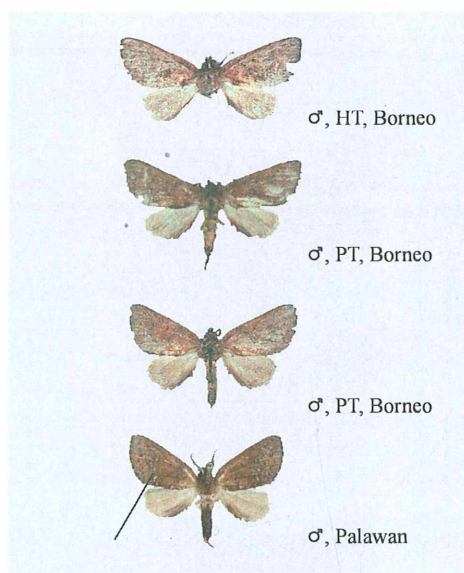 ♂, HT, Borneo
♂, PT, Borneo
♂, PT, Borneo
♂, Palawan